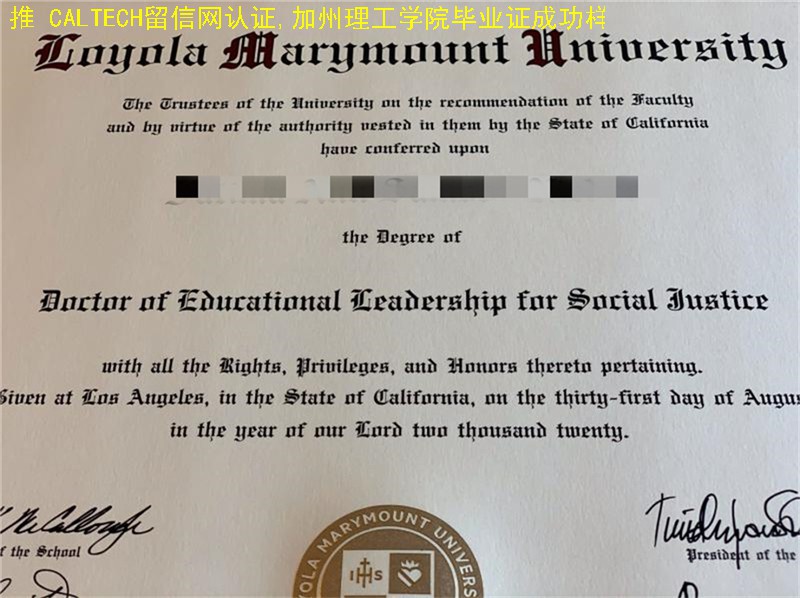 推 CALTECH留信网认证,加州理工学院毕业证成功样
Loyola Marymount University
The Trustees of the University on the recommendation of the Faculty
and by virtue of the authority vested in them by the State of California
have conferred upon
the Degree of
Doctor of Educational Leadership for Social Justice
with all the Rights, Privileges, and Honors thereto pertaining.
Given at Los Angeles, in the State of California, on the thirty-first day of Augus
in the year of our Lord two thousand twenty.
f the School
President of the
OLA MARYMOUNT UNIVERS
IHS